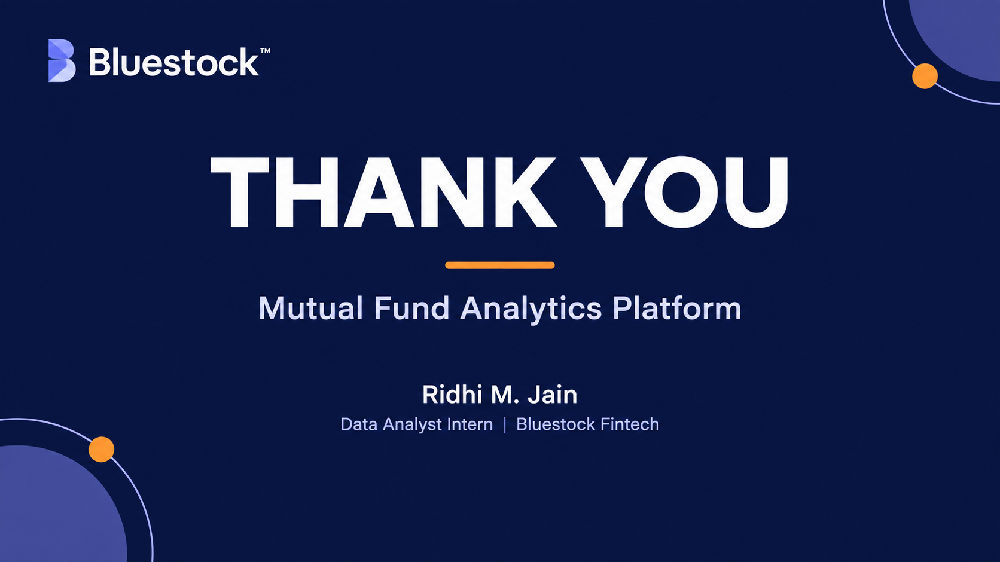 Bluestock™
THANK YOU
Mutual Fund Analytics Platform
Ridhi M. Jain
Data Analyst Intern | Bluestock Fintech